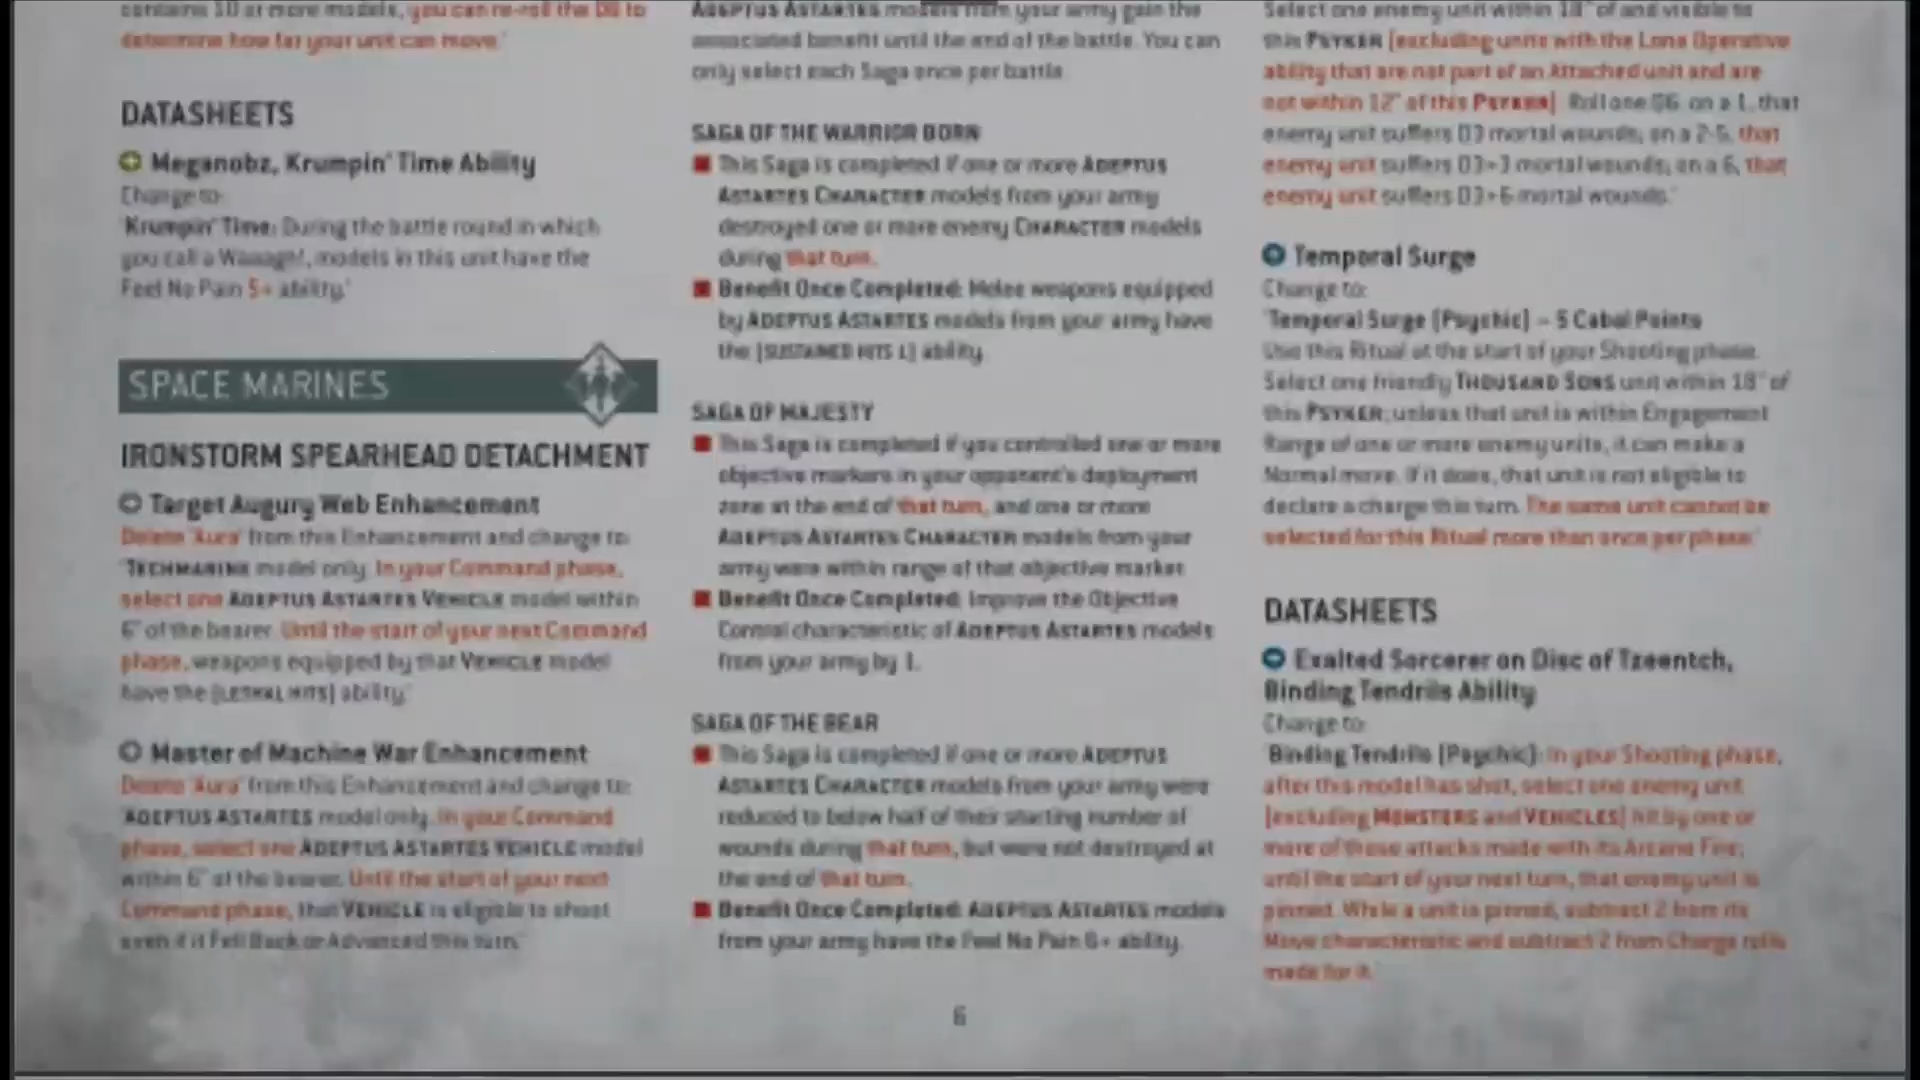 contains 10 or more models, you can re-roll the D6 to
determine how far your unit can move.'
DATASHEETS
Meganobz, Krumpin' Time Ability
Change to:
'Krumpin' Time: During the battle round in which
you call a Waaagh!, models in this unit have the
Feel No Pain 5+ ability.'
SPACE MARINES
IRONSTORM SPEARHEAD DETACHMENT
Target Augury Web Enhancement
Delete 'Aura' from this Enhancement and change to:
'TECHMARINE model only. In your Command phase,
select one ADEPTUS ASTARTES VEHICLE model within
6" of the bearer. Until the start of your next Command
phase, weapons equipped by that VEHICLE model
have the [LETHAL HITS] ability.'
Master of Machine War Enhancement
Delete 'Aura' from this Enhancement and change to:
'ADEPTUS ASTARTES model only. In your Command
phase, select one ADEPTUS ASTARTES VEHICLE model
within 6" of the bearer. Until the start of your next
Command phase, that VEHICLE is eligible to shoot
even if it Fell Back or Advanced this turn.'
ADEPTUS ASTARTES models from your army gain the
associated benefit until the end of the battle. You can
only select each Saga once per battle.
SAGA OF THE WARRIOR BORN
This Saga is completed if one or more ADEPTUS
ASTARTES CHARACTER models from your army
destroyed one or more enemy CHARACTER models
during that turn.
Benefit Once Completed: Melee weapons equipped
by ADEPTUS ASTARTES models from your army have
the [SUSTAINED HITS 1] ability.
SAGA OF MAJESTY
This Saga is completed if you controlled one or more
objective markers in your opponent's deployment
zone at the end of that turn, and one or more
ADEPTUS ASTARTES CHARACTER models from your
army were within range of that objective marker.
Benefit Once Completed: Improve the Objective
Control characteristic of ADEPTUS ASTARTES models
from your army by 1.
SAGA OF THE BEAR
This Saga is completed if one or more ADEPTUS
ASTARTES CHARACTER models from your army were
reduced to below half of their starting number of
wounds during that turn, but were not destroyed at
the end of that turn.
Benefit Once Completed: ADEPTUS ASTARTES models
from your army have the Feel No Pain 6+ ability.
Select one enemy unit within 18" of and visible to
this PSYKER (excluding units with the Lone Operative
ability that are not part of an Attached unit and are
not within 12" of this PSYKER). Roll one D6: on a 1, that
enemy unit suffers D3 mortal wounds; on a 2-5, that
enemy unit suffers D3+3 mortal wounds; on a 6, that
enemy unit suffers D3+6 mortal wounds.'
Temporal Surge
Change to:
'Temporal Surge (Psychic) – 5 Cabal Points
Use this Ritual at the start of your Shooting phase.
Select one friendly THOUSAND SONS unit within 18" of
this PSYKER; unless that unit is within Engagement
Range of one or more enemy units, it can make a
Normal move. If it does, that unit is not eligible to
declare a charge this turn. The same unit cannot be
selected for this Ritual more than once per phase.'
DATASHEETS
Exalted Sorcerer on Disc of Tzeentch,
Binding Tendrils Ability
Change to:
'Binding Tendrils (Psychic): In your Shooting phase,
after this model has shot, select one enemy unit
(excluding MONSTERS and VEHICLES) hit by one or
more of those attacks made with its Arcane Fire;
until the start of your next turn, that enemy unit is
pinned. While a unit is pinned, subtract 2 from its
Move characteristic and subtract 2 from Charge rolls
made for it.'
6